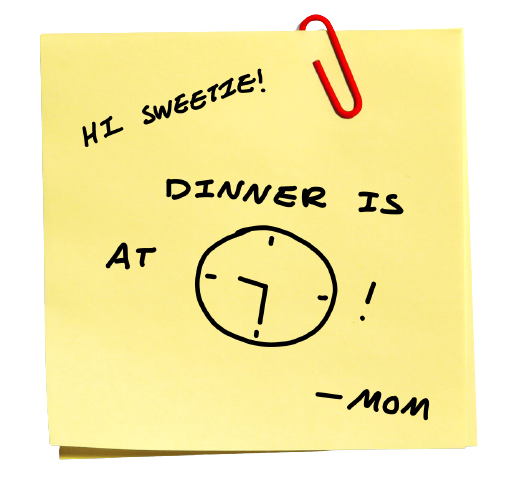 HI SWEETIE!
DINNER IS
AT !
—MOM